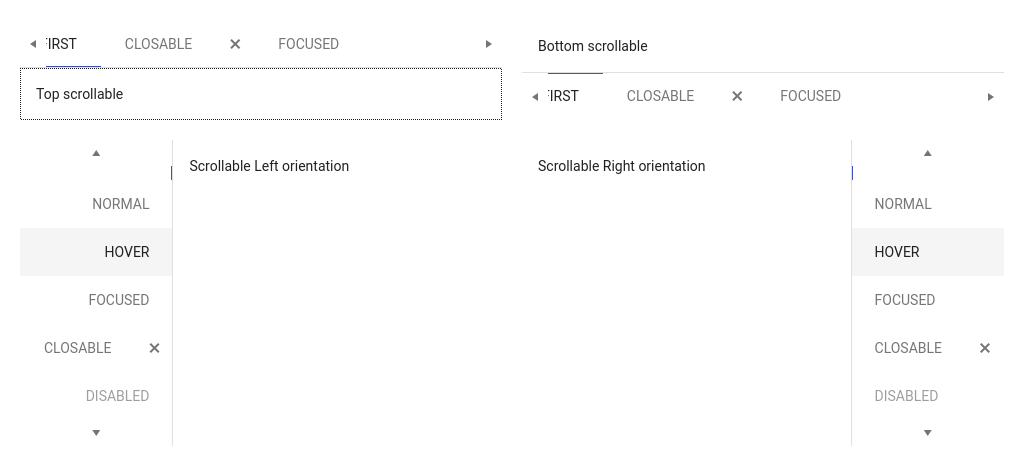 FIRST CLOSABLE FOCUSED
Top scrollable
Bottom scrollable
FIRST CLOSABLE FOCUSED
Scrollable Left orientation
NORMAL
HOVER
FOCUSED
CLOSABLE
DISABLED
Scrollable Right orientation
NORMAL
HOVER
FOCUSED
CLOSABLE
DISABLED